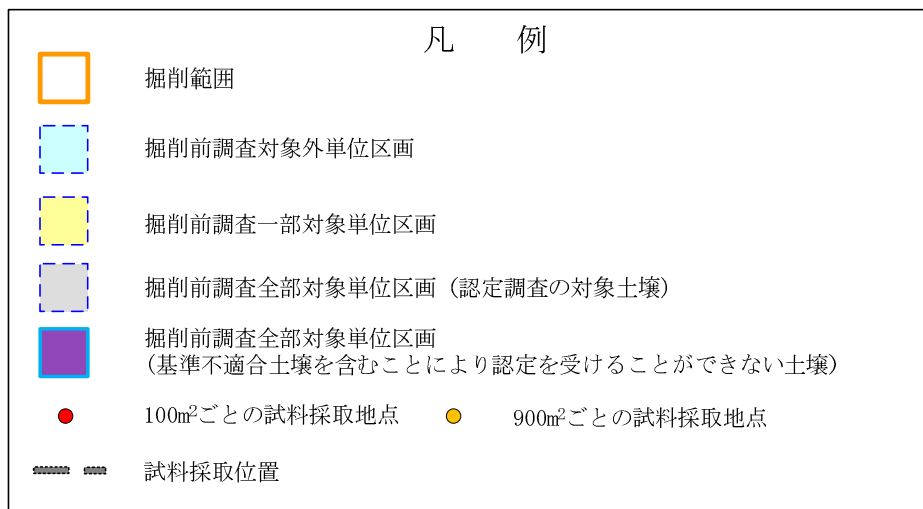 凡　例
掘削範囲
掘削前調査対象外単位区画
掘削前調査一部対象単位区画
掘削前調査全部対象単位区画（認定調査の対象土壌）
掘削前調査全部対象単位区画
（基準不適合土壌を含むことにより認定を受けることができない土壌）
100m²ごとの試料採取地点　900m²ごとの試料採取地点
試料採取位置